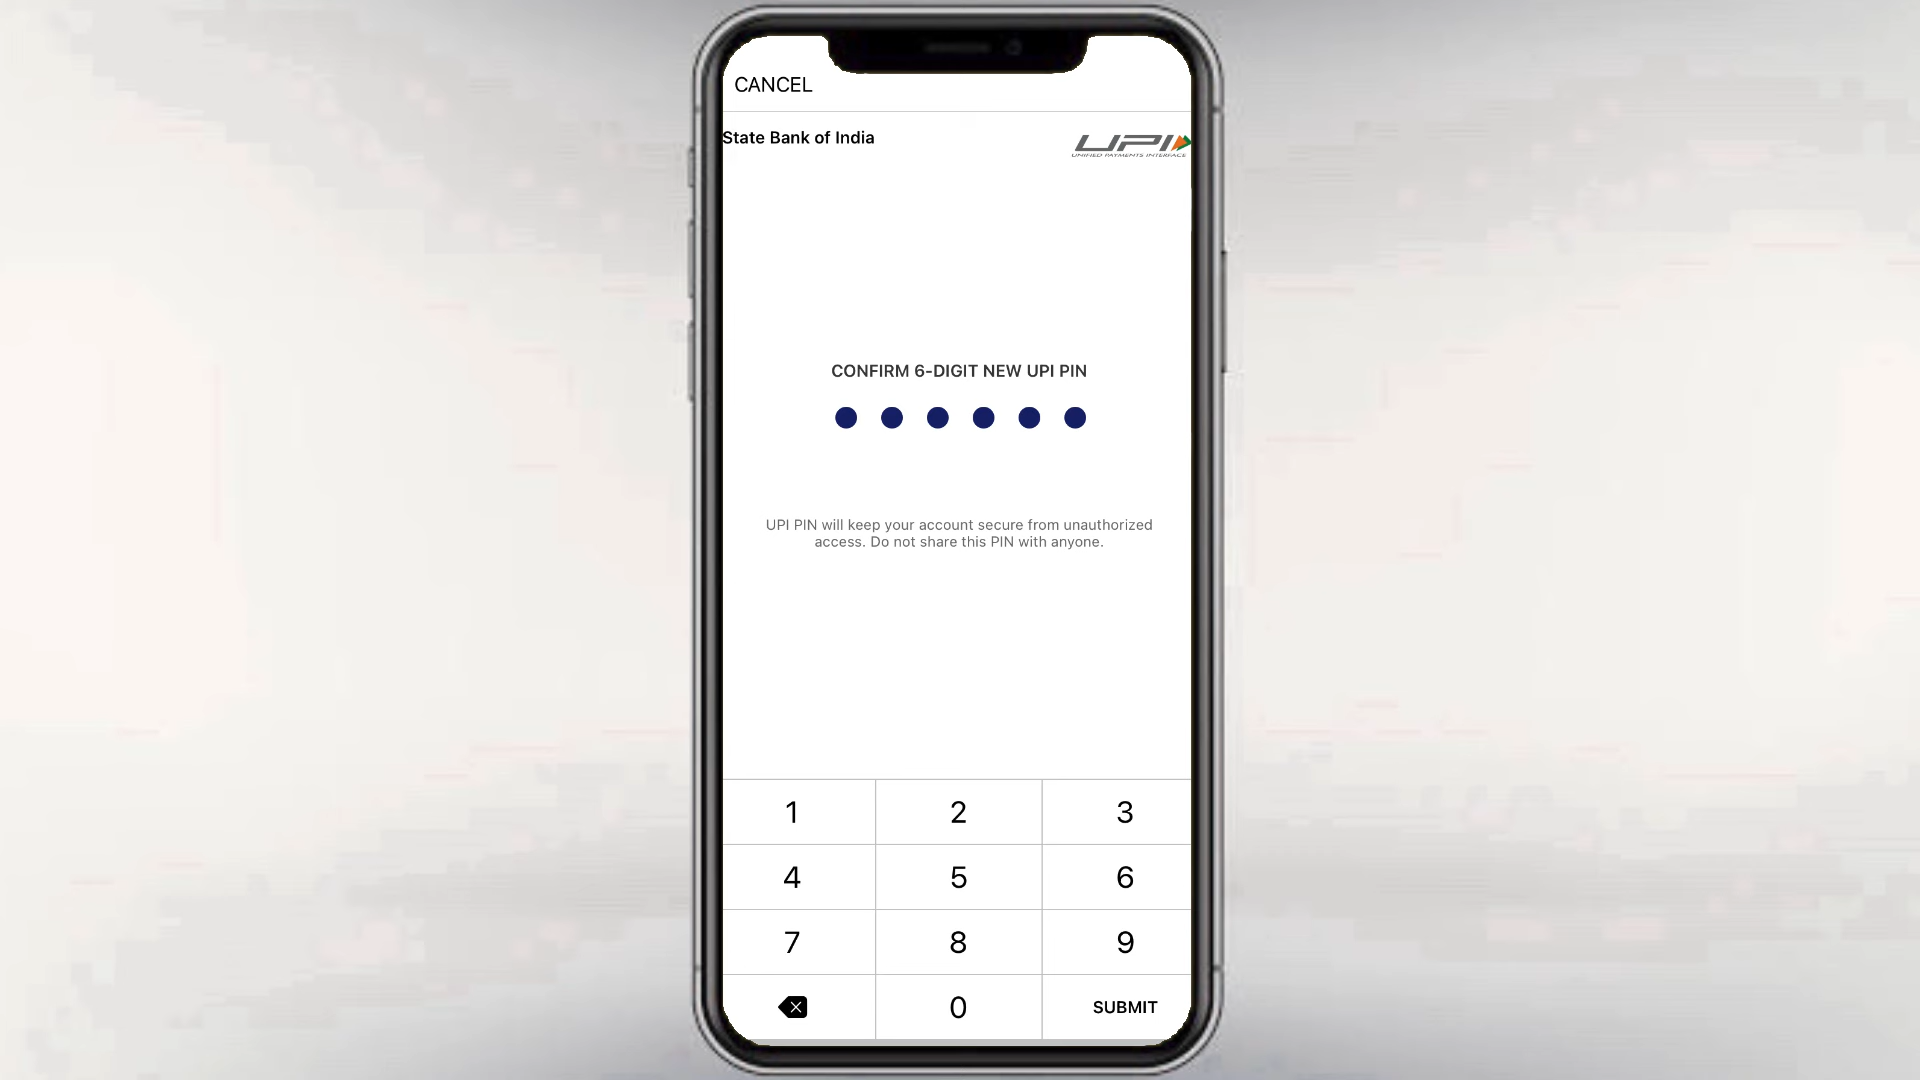 CANCEL
State Bank of India
UPI
UNIFIED PAYMENTS INTERFACE
CONFIRM 6-DIGIT NEW UPI PIN
UPI PIN will keep your account secure from unauthorized
access. Do not share this PIN with anyone.
1 2 3
4 5 6
7 8 9
0 SUBMIT